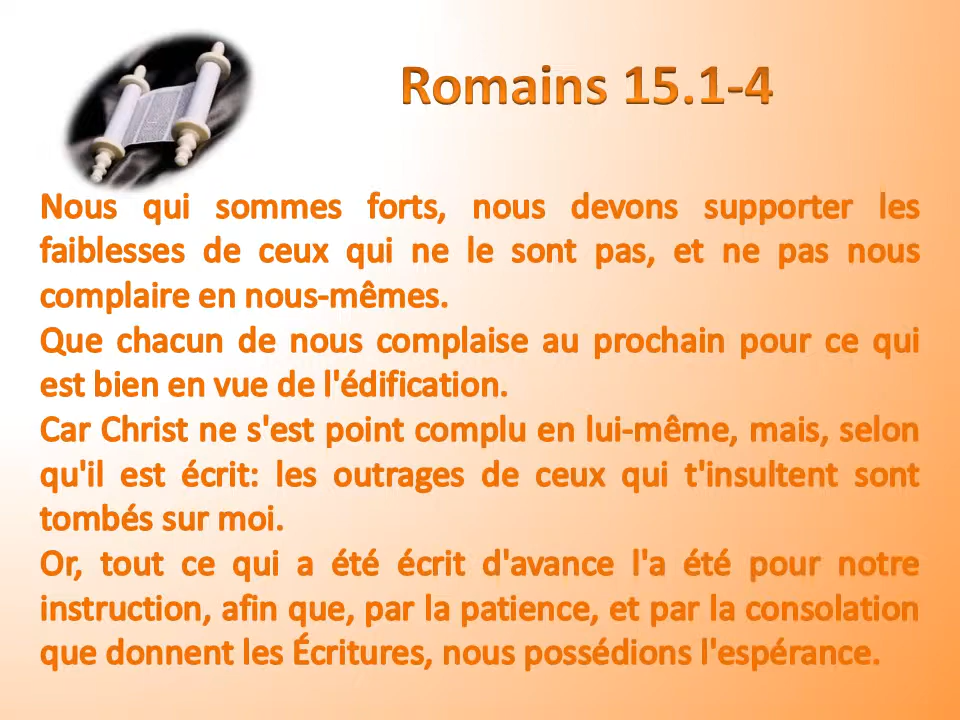 Romains 15.1-4
Nous qui sommes forts, nous devons supporter les
faiblesses de ceux qui ne le sont pas, et ne pas nous
complaire en nous-mêmes.
Que chacun de nous complaise au prochain pour ce qui
est bien en vue de l'édification.
Car Christ ne s'est point complu en lui-même, mais, selon
qu'il est écrit: les outrages de ceux qui t'insultent sont
tombés sur moi.
Or, tout ce qui a été écrit d'avance l'a été pour notre
instruction, afin que, par la patience, et par la consolation
que donnent les Écritures, nous possédions l'espérance.